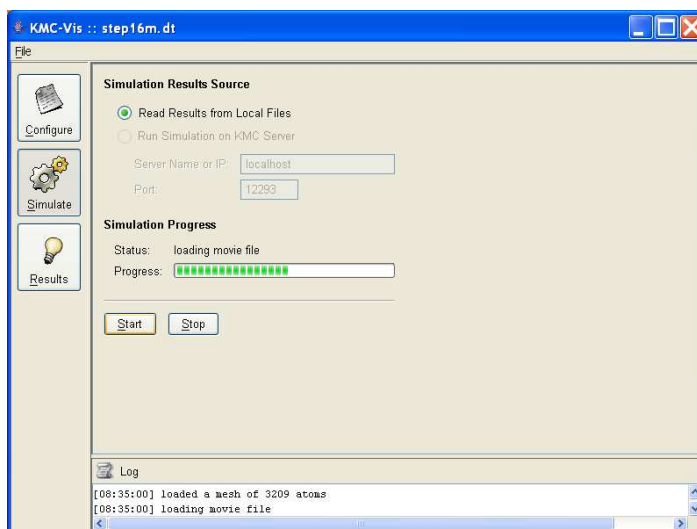 KMC-Vis :: step16m.dt
File
Configure
Simulate
Results
Simulation Results Source
Read Results from Local Files
Run Simulation on KMC Server
Server Name or IP: localhost
Port: 12293
Simulation Progress
Status: loading movie file
Progress:
Start Stop
Log
[08:35:00] loaded a mesh of 3209 atoms
[08:35:00] loading movie file